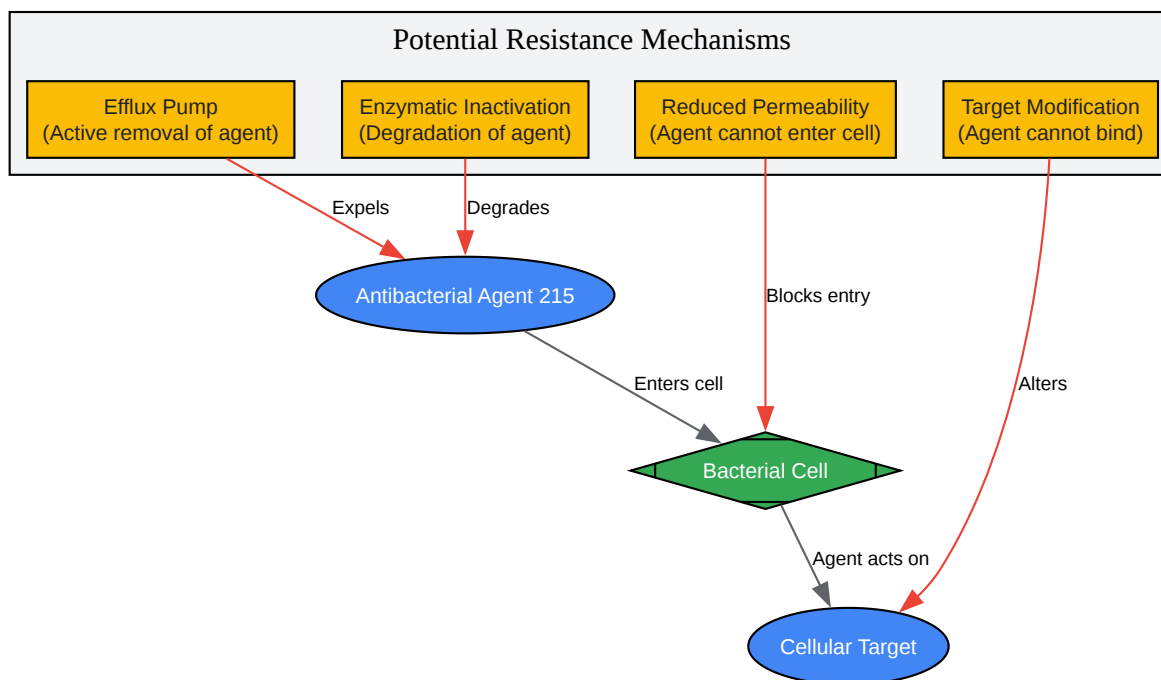 Potential Resistance Mechanisms
Efflux Pump
(Active removal of agent)
Enzymatic Inactivation
(Degradation of agent)
Reduced Permeability
(Agent cannot enter cell)
Target Modification
(Agent cannot bind)
Expels
Degrades
Antibacterial Agent 215
Blocks entry
Enters cell
Alters
Bacterial Cell
Agent acts on
Cellular Target